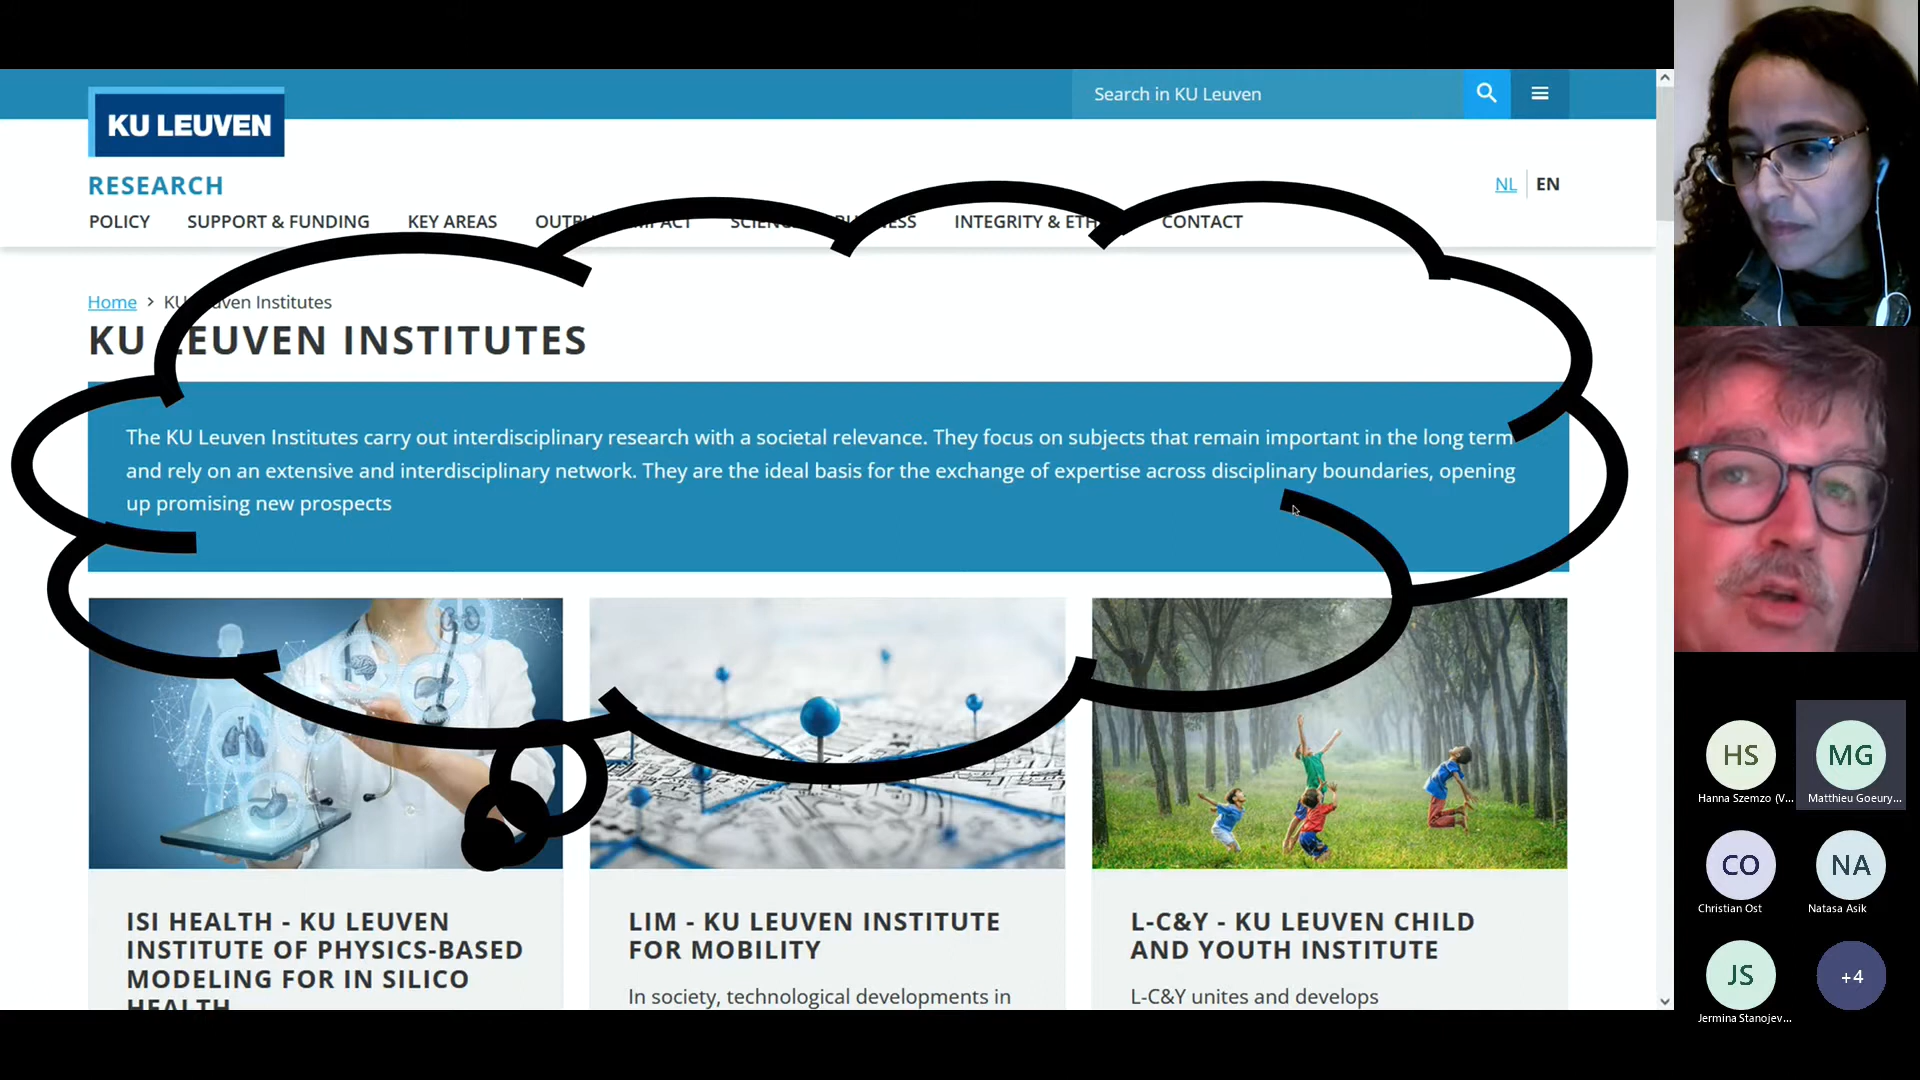 Search in KU Leuven
KU LEUVEN
RESEARCH
NL EN
POLICY SUPPORT & FUNDING KEY AREAS CONTACT
INTEGRITY &
Home > Institutes
KU LEUVEN INSTITUTES
The KU Leuven Institutes carry out interdisciplinary research with a societal relevance. They focus on subjects that remain important in the long term
and rely on an extensive and interdisciplinary network. They are the ideal basis for the exchange of expertise across disciplinary boundaries, opening
up promising new prospects
ISI HEALTH - KU LEUVEN
INSTITUTE OF PHYSICS-BASED
MODELING FOR IN SILICO
HEALTH
LIM - KU LEUVEN INSTITUTE
FOR MOBILITY
In society, technological developments in
L-C&Y - KU LEUVEN CHILD
AND YOUTH INSTITUTE
L-C&Y unites and develops
HS MG
Hanna Szemzo (V... Matthieu Goeury...
CO NA
Christian Ost Natasa Asik
JS +4
Jermina Stanojev...